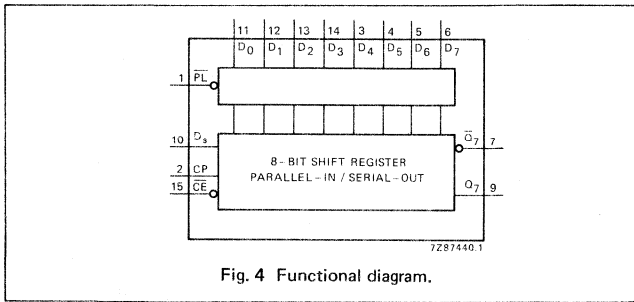 11 12 13 14 3 4 5 6
D0 D1 D2 D3 D4 D5 D6 D7
1 PL
10 Ds
Q̅7 7
8-BIT SHIFT REGISTER
2 CP
PARALLEL-IN / SERIAL-OUT
15 C̅E̅
Q7 9
7Z87440.1
Fig. 4 Functional diagram.